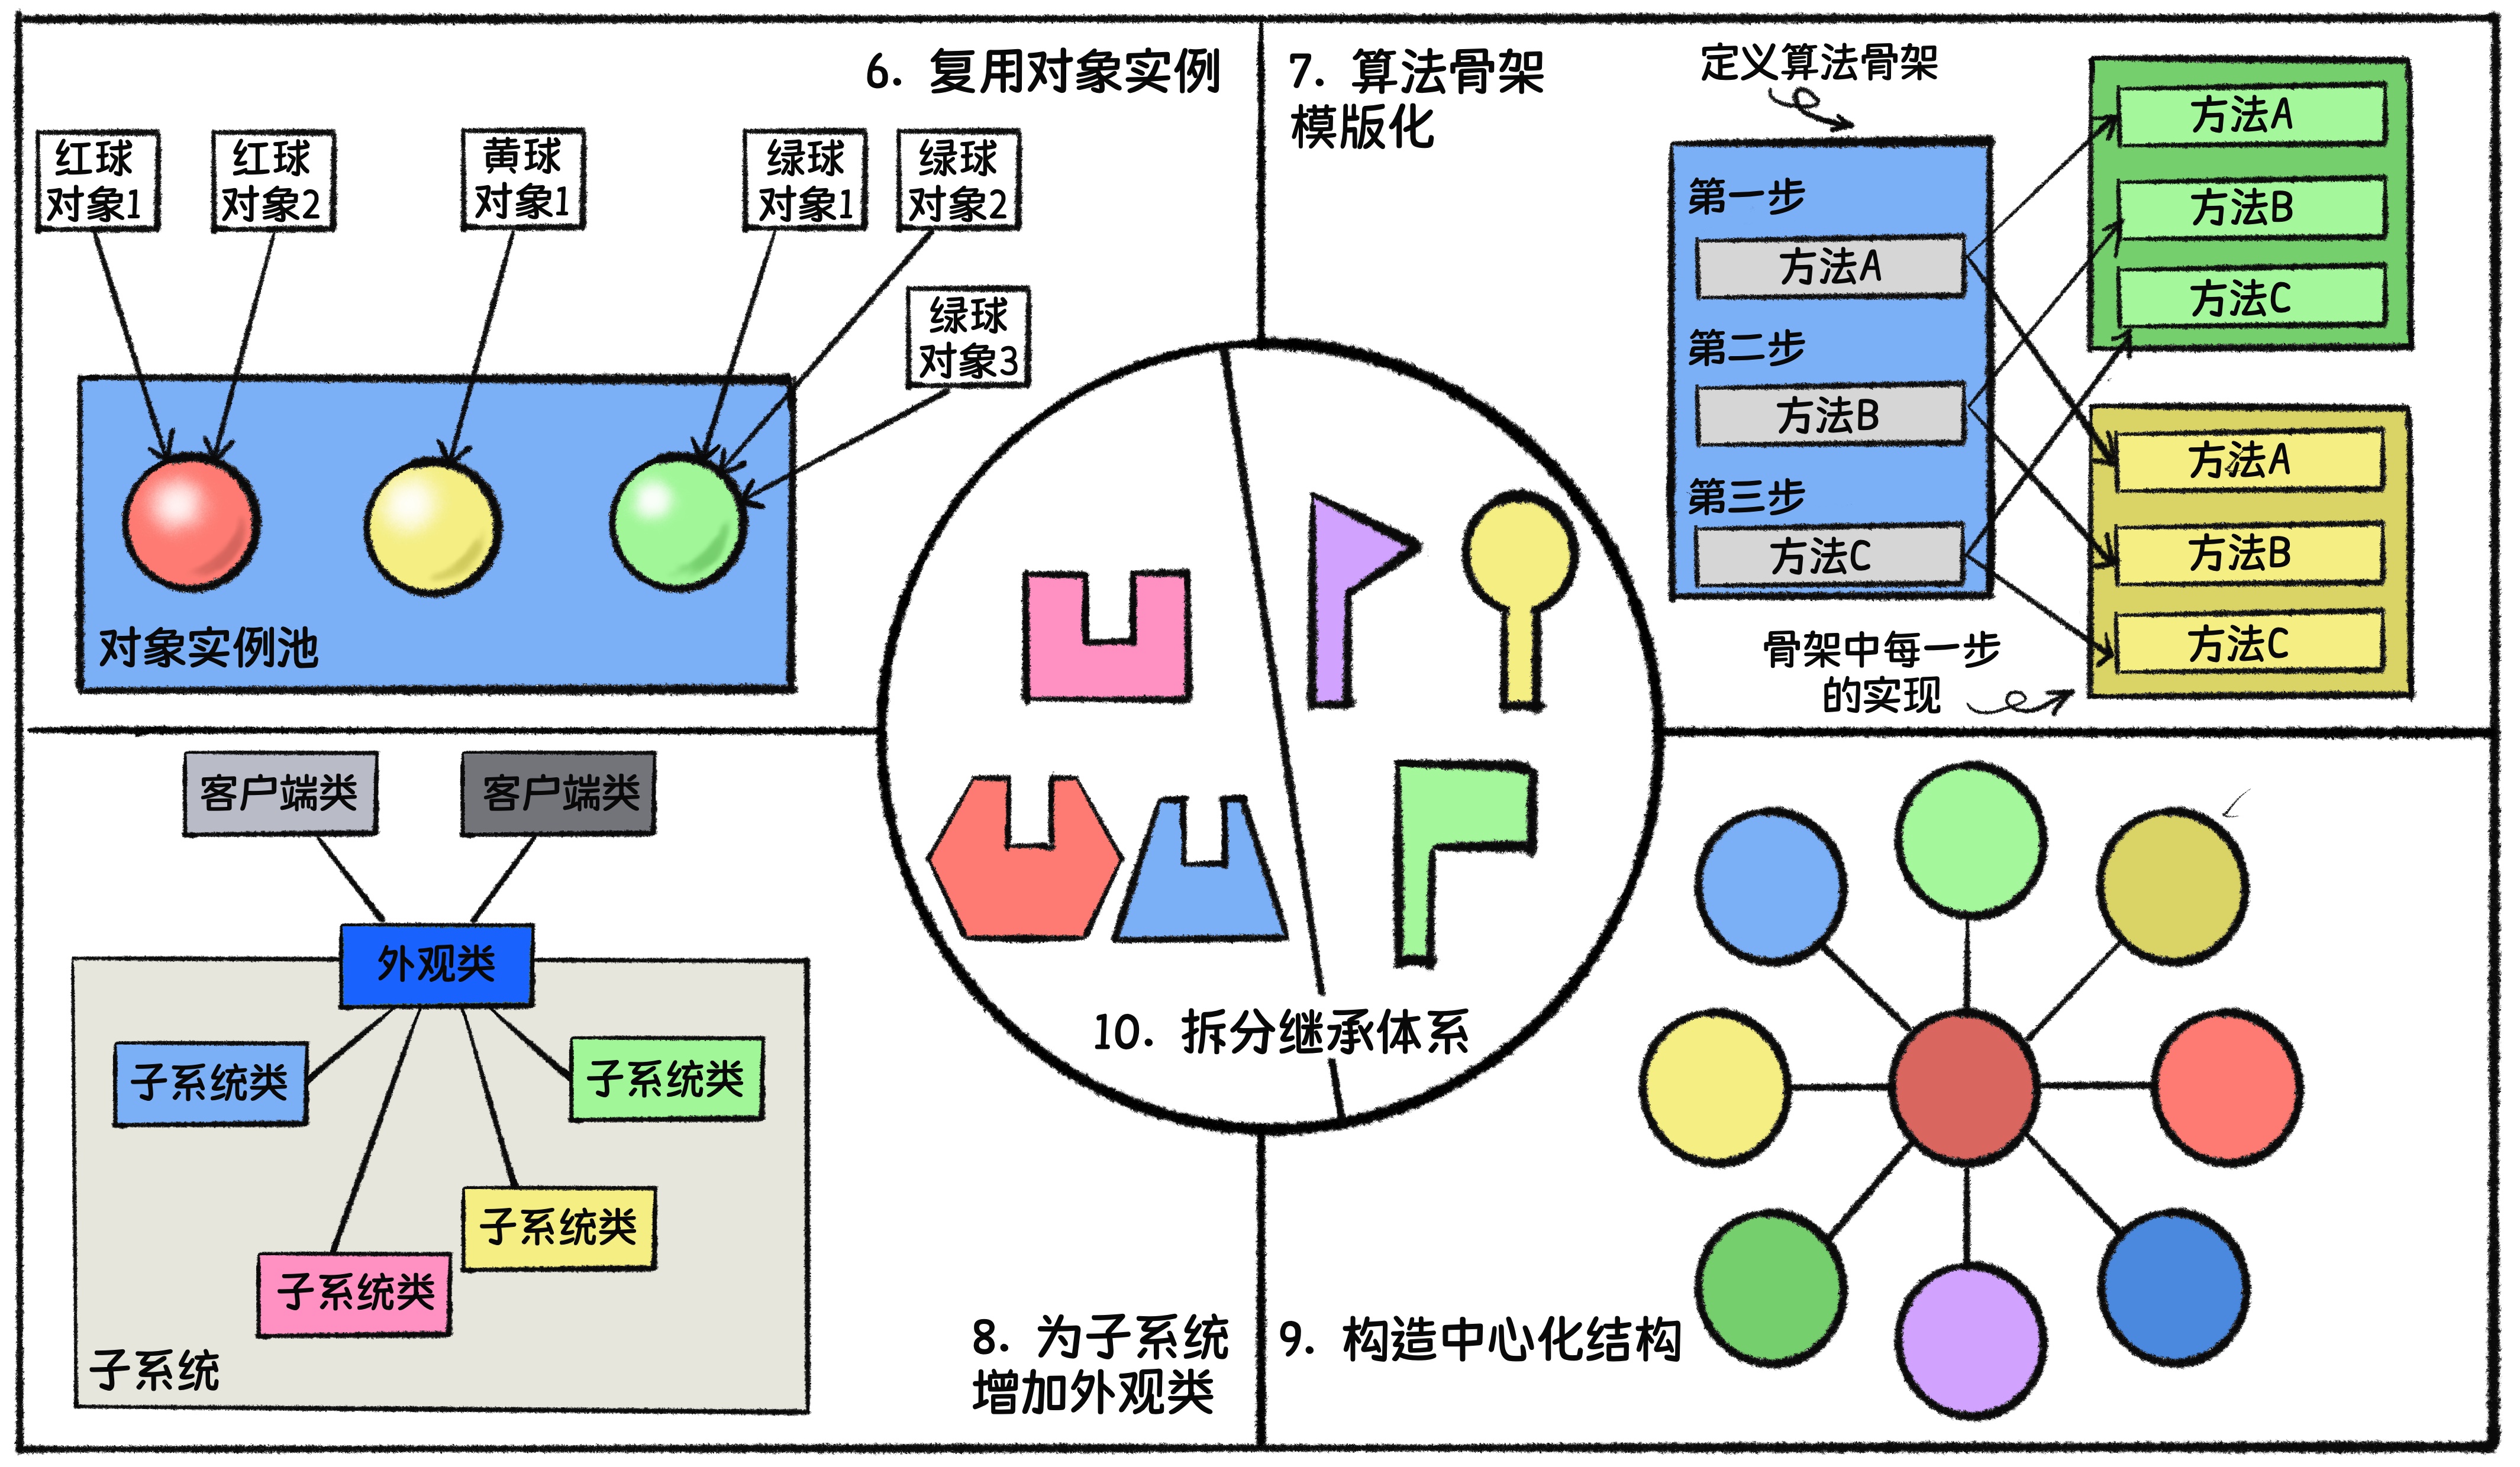 6. 复用对象实例
红球
对象1
红球
对象2
黄球
对象1
绿球
对象1
绿球
对象2
绿球
对象3
对象实例池
7. 算法骨架
模版化
定义算法骨架
第一步
方法A
第二步
方法B
第三步
方法C
方法A
方法B
方法C
方法A
方法B
方法C
骨架中每一步
的实现
客户端类
客户端类
外观类
子系统类
子系统类
子系统类
子系统类
子系统
8. 为子系统
增加外观类
9. 构造中心化结构
10. 拆分继承体系